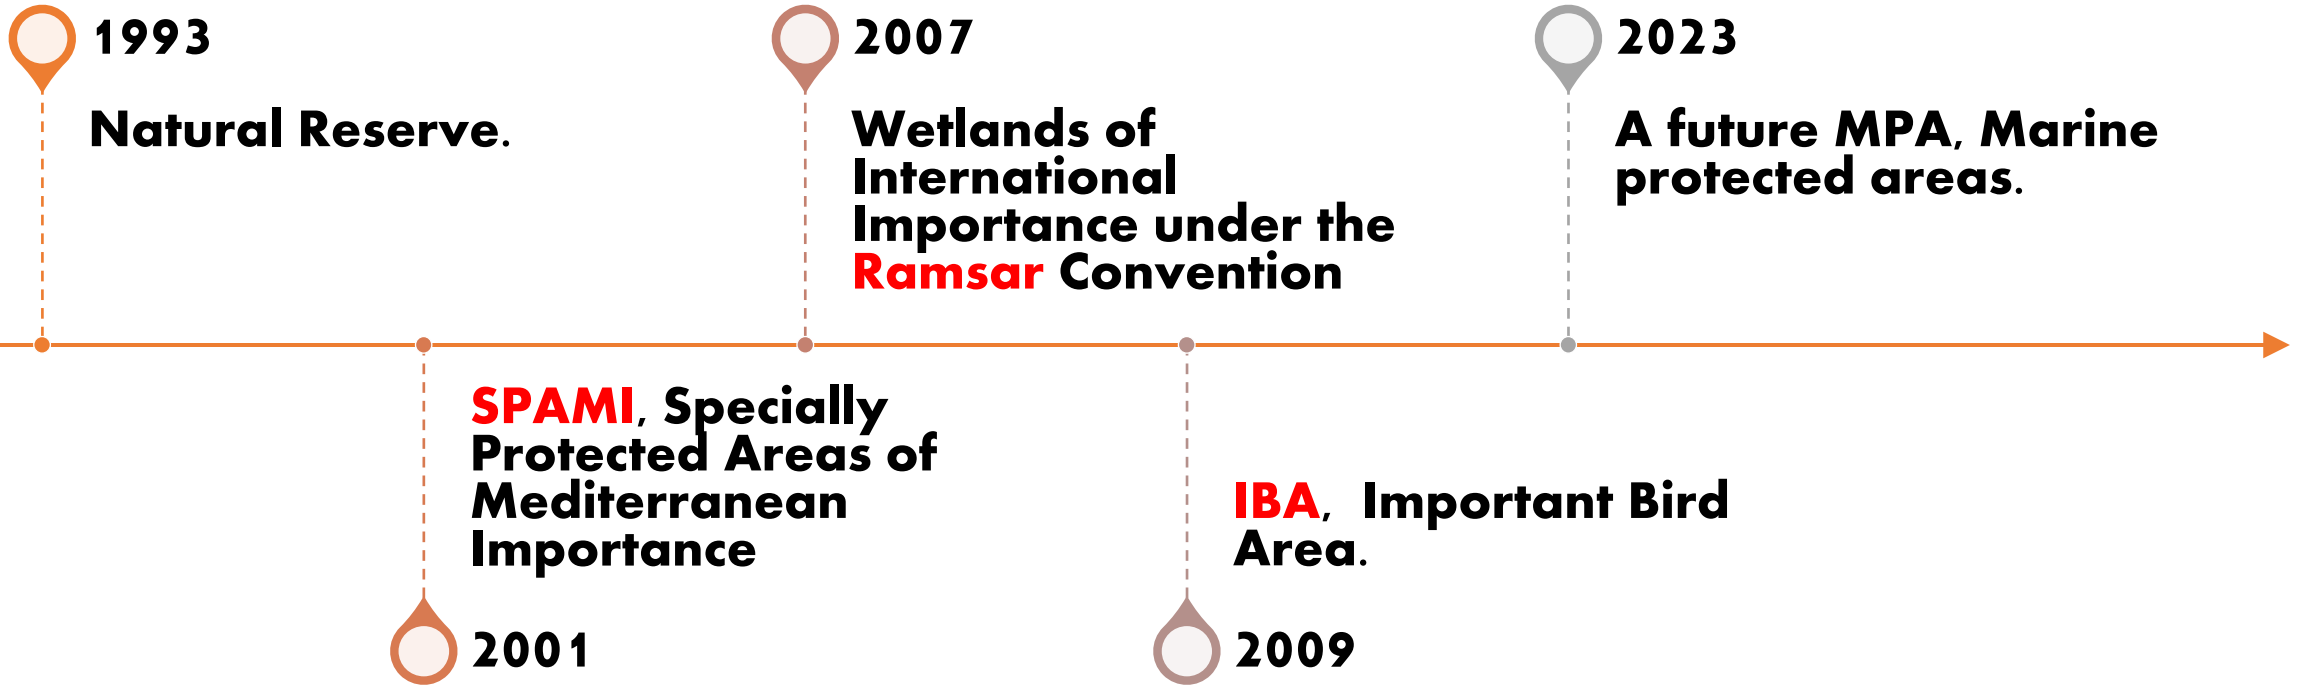 1993
Natural Reserve.
SPAMI, Specially
Protected Areas of
Mediterranean
Importance
2001
2007
Wetlands of
International
Importance under the
Ramsar Convention
IBA,  Important Bird
Area.
2009
2023
A future MPA, Marine
protected areas.